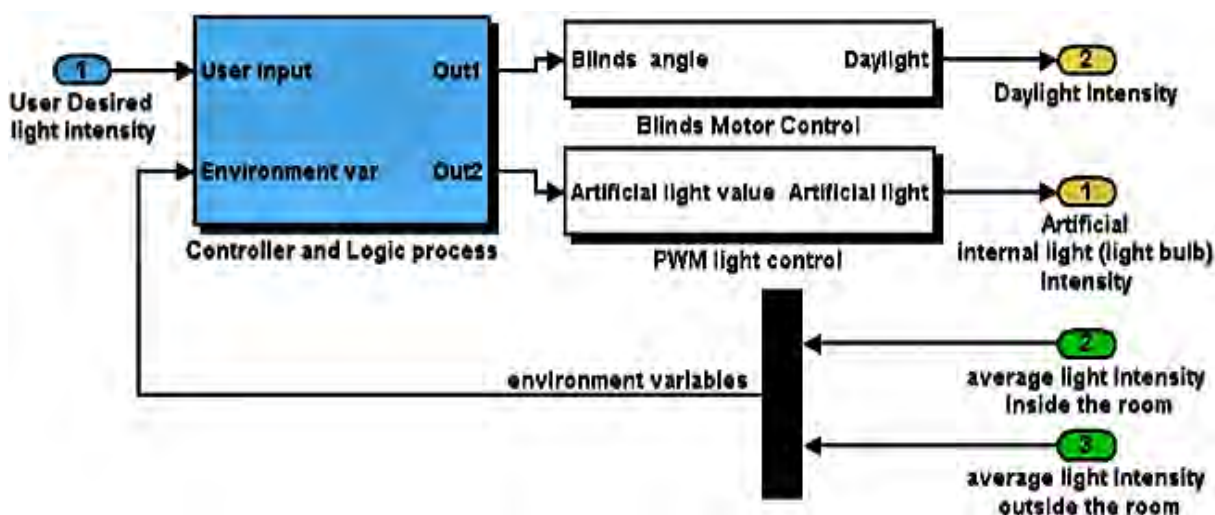 1
User Desired
light intensity
User input
Out1
Environment var
Out2
Controller and Logic process
Blinds angle
Daylight
Blinds Motor Control
2
Daylight Intensity
Artificial light value
Artificial light
PWM light control
1
Artificial
internal light (light bulb)
Intensity
environment variables
2
average light Intensity
Inside the room
3
average light Intensity
outside the room